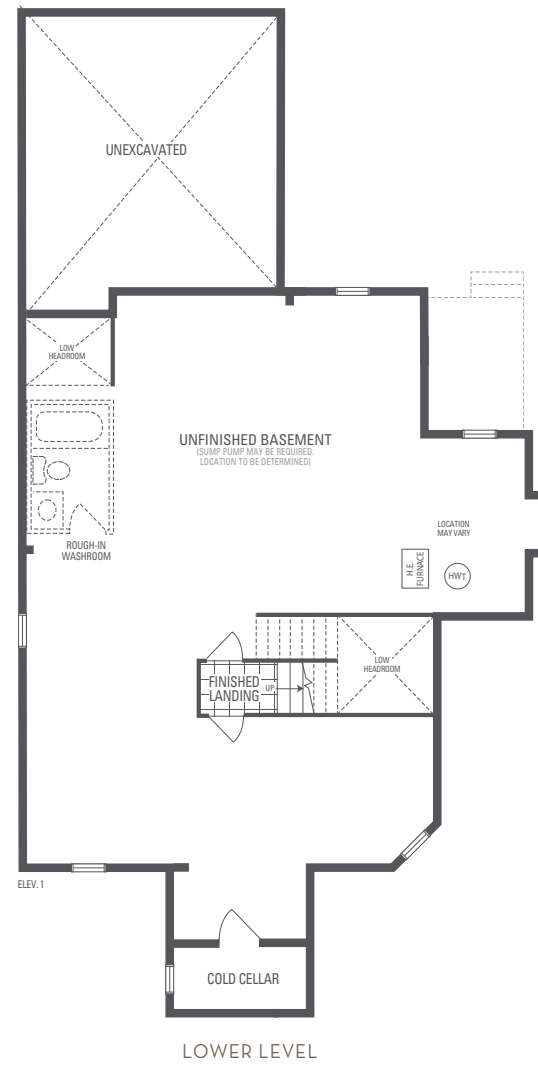 UNEXCAVATED
LOW
HEADROOM
UNFINISHED BASEMENT
(SUMP PUMP MAY BE REQUIRED.
LOCATION TO BE DETERMINED)
ROUGH-IN
WASHROOM
LOCATION
MAY VARY
H.E.
FURNACE
HWT
LOW
HEADROOM
FINISHED
LANDING
UP
ELEV. 1
COLD CELLAR
LOWER LEVEL